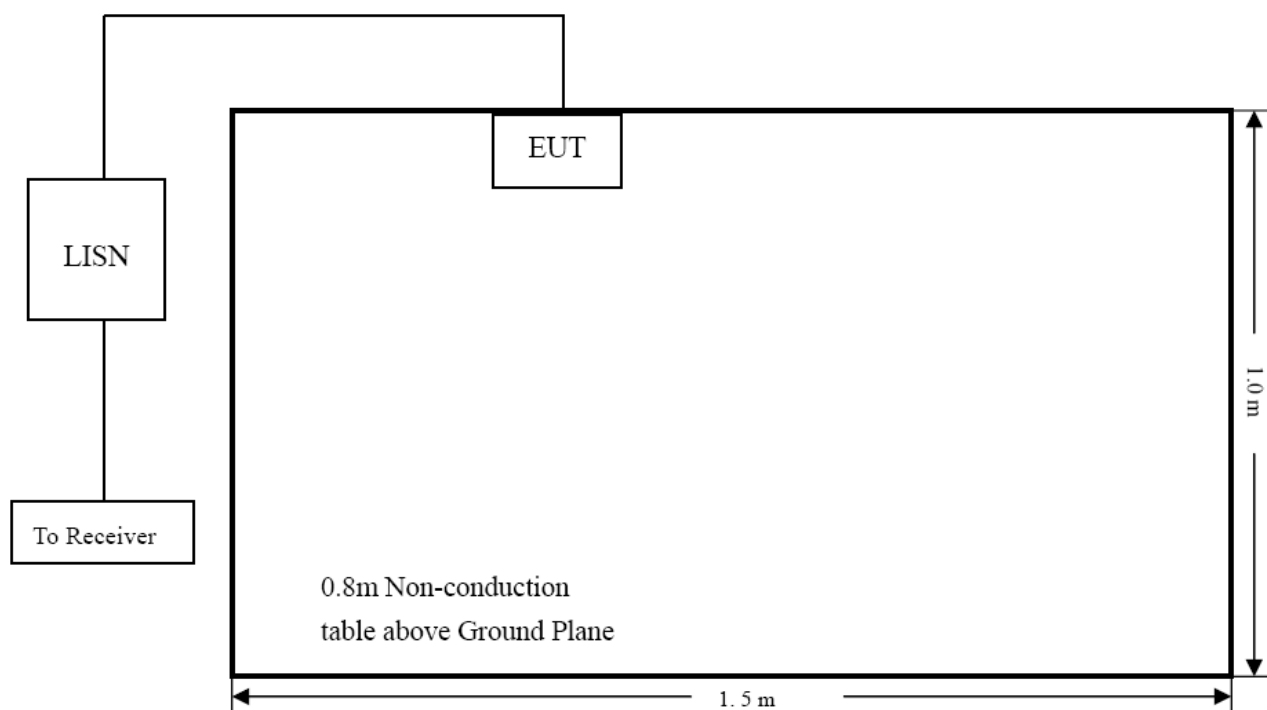 EUT
LISN
To Receiver
0.8m Non-conduction
table above Ground Plane
1.0 m
1. 5 m